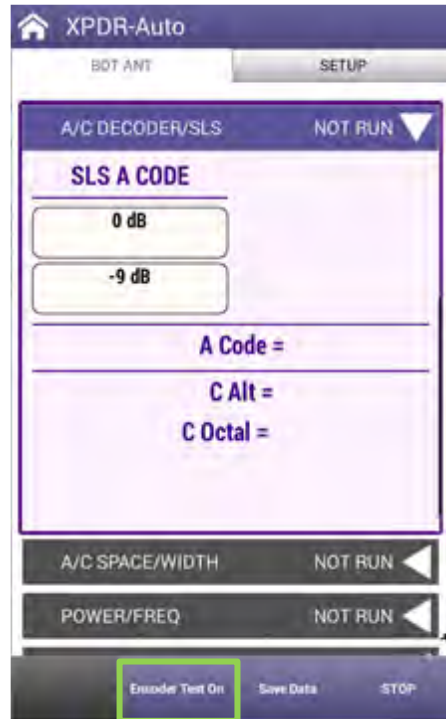 XPDR-Auto
BOT ANT SETUP
A/C DECODER/SLS NOT RUN
SLS A CODE
0 dB
-9 dB
A Code =
C Alt =
C Octal =
A/C SPACE/WIDTH NOT RUN
POWER/FREQ NOT RUN
Encoder Test On Save Data STOP